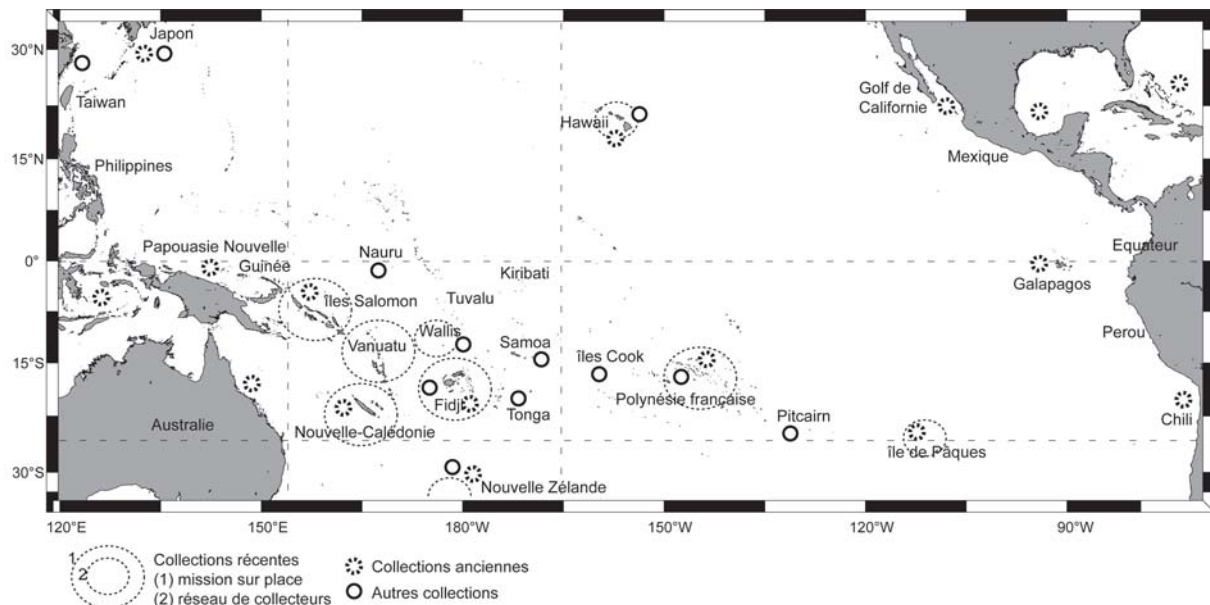 30°N
15°N
0°
15°S
30°S
Japon
Taiwan
Philippines
Hawaii
Golf de
Californie
Mexique
Papouasie Nouvelle
Guinée
Nauru
Kiribati
Equateur
Galapagos
îles Salomon
Tuvalu
Wallis
Vanuatu
Samoa
îles Cook
Perou
Fidji
Tonga
Polynésie française
Pitcairn
Chili
Australie
Nouvelle-Calédonie
île de Pâques
Nouvelle Zélande
120°E
150°E
180°W
150°W
120°W
90°W
1
2
Collections récentes
(1) mission sur place
(2) réseau de collecteurs
Collections anciennes
Autres collections